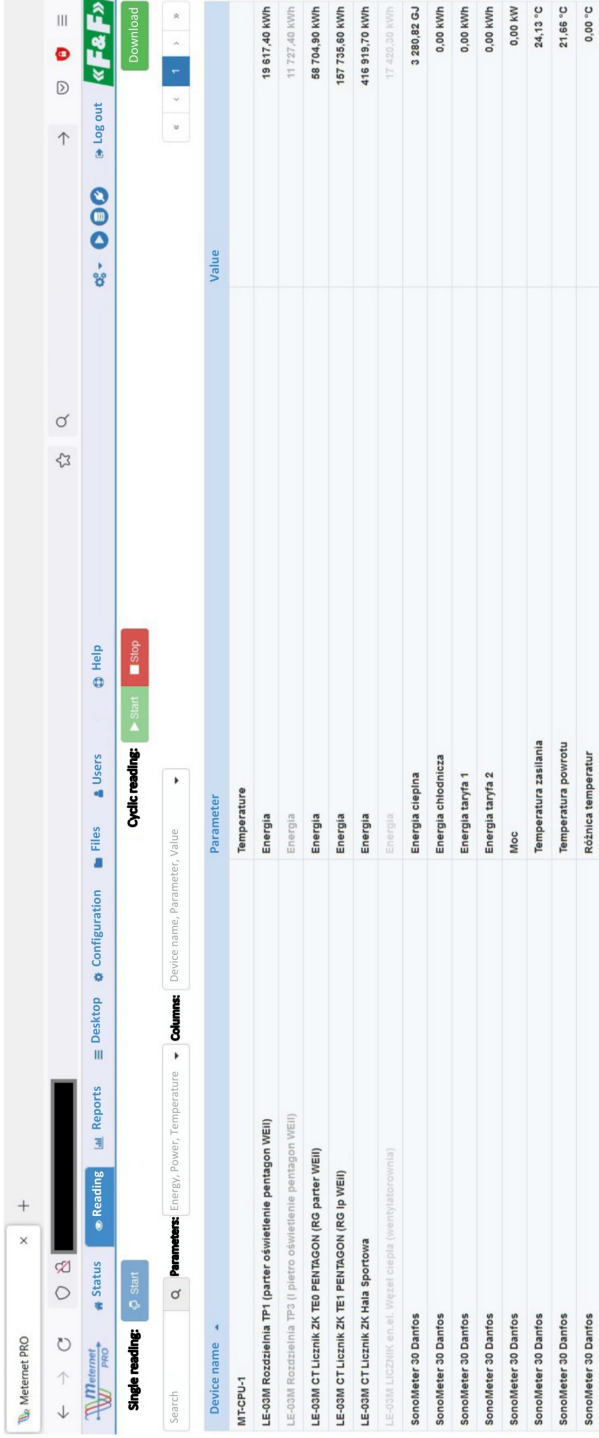 Meternet PRO × +
meternet PRO Status Reading Reports Desktop Configuration Files Users Help Log out «F&F»
Single reading: Start Cyclic reading: Start Stop Download
Search Parameters: Energy, Power, Temperature Columns: Device name, Parameter, Value « ‹ 1 › »
Device name Parameter Value
MT-CPU-1 Temperature
LE-03M Rozdzielnia TP1 (parter oświetlenie pentagon WEiI) Energia 19 617,40 kWh
LE-03M Rozdzielnia TP3 (I pietro oświetlenie pentagon WEiI) Energia 11 727,40 kWh
LE-03M CT Licznik ZK TE0 PENTAGON (RG parter WEiI) Energia 58 704,90 kWh
LE-03M CT Licznik ZK TE1 PENTAGON (RG Ip WEiI) Energia 157 735,60 kWh
LE-03M CT Licznik ZK Hala Sportowa Energia 416 919,70 kWh
LE-03M LICZNIK en.el. Węzeł ciepła (wentylatorownia) Energia 17 420,30 kWh
SonoMeter 30 Danfos Energia cieplna 3 280,82 GJ
SonoMeter 30 Danfos Energia chłodnicza 0,00 kWh
SonoMeter 30 Danfos Energia taryfa 1 0,00 kWh
SonoMeter 30 Danfos Energia taryfa 2 0,00 kWh
SonoMeter 30 Danfos Moc 0,00 kW
SonoMeter 30 Danfos Temperatura zasilania 24,13 °C
SonoMeter 30 Danfos Temperatura powrotu 21,66 °C
SonoMeter 30 Danfos Różnica temperatur 0,00 °C